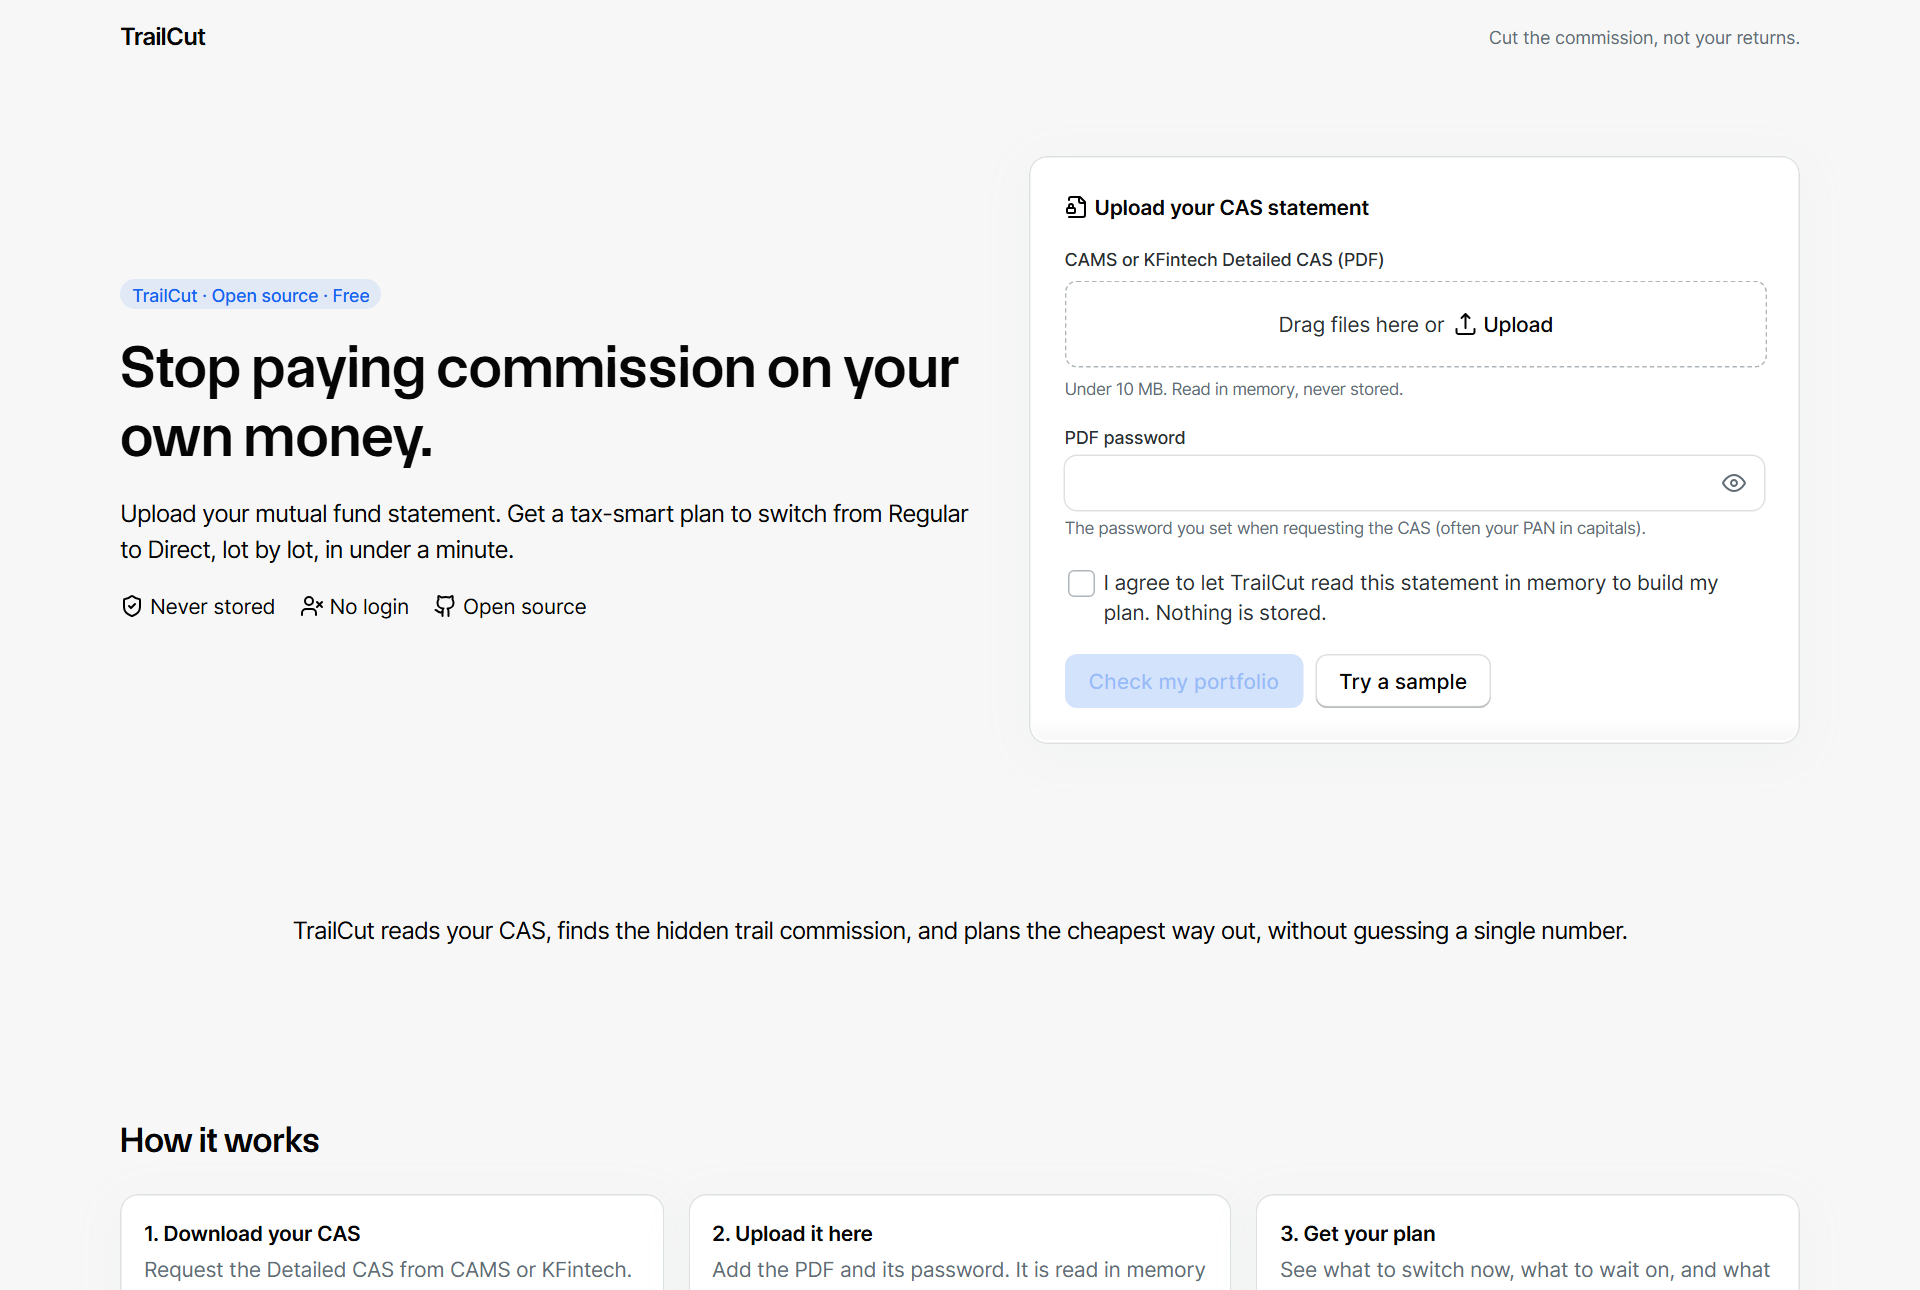 TrailCut
Cut the commission, not your returns.
TrailCut · Open source · Free
Stop paying commission on your
own money.
Upload your mutual fund statement. Get a tax-smart plan to switch from Regular
to Direct, lot by lot, in under a minute.
Never stored
No login
Open source
Upload your CAS statement
CAMS or KFintech Detailed CAS (PDF)
Drag files here or Upload
Under 10 MB. Read in memory, never stored.
PDF password
The password you set when requesting the CAS (often your PAN in capitals).
I agree to let TrailCut read this statement in memory to build my
plan. Nothing is stored.
Check my portfolio
Try a sample
TrailCut reads your CAS, finds the hidden trail commission, and plans the cheapest way out, without guessing a single number.
How it works
1. Download your CAS
Request the Detailed CAS from CAMS or KFintech.
2. Upload it here
Add the PDF and its password. It is read in memory
3. Get your plan
See what to switch now, what to wait on, and what